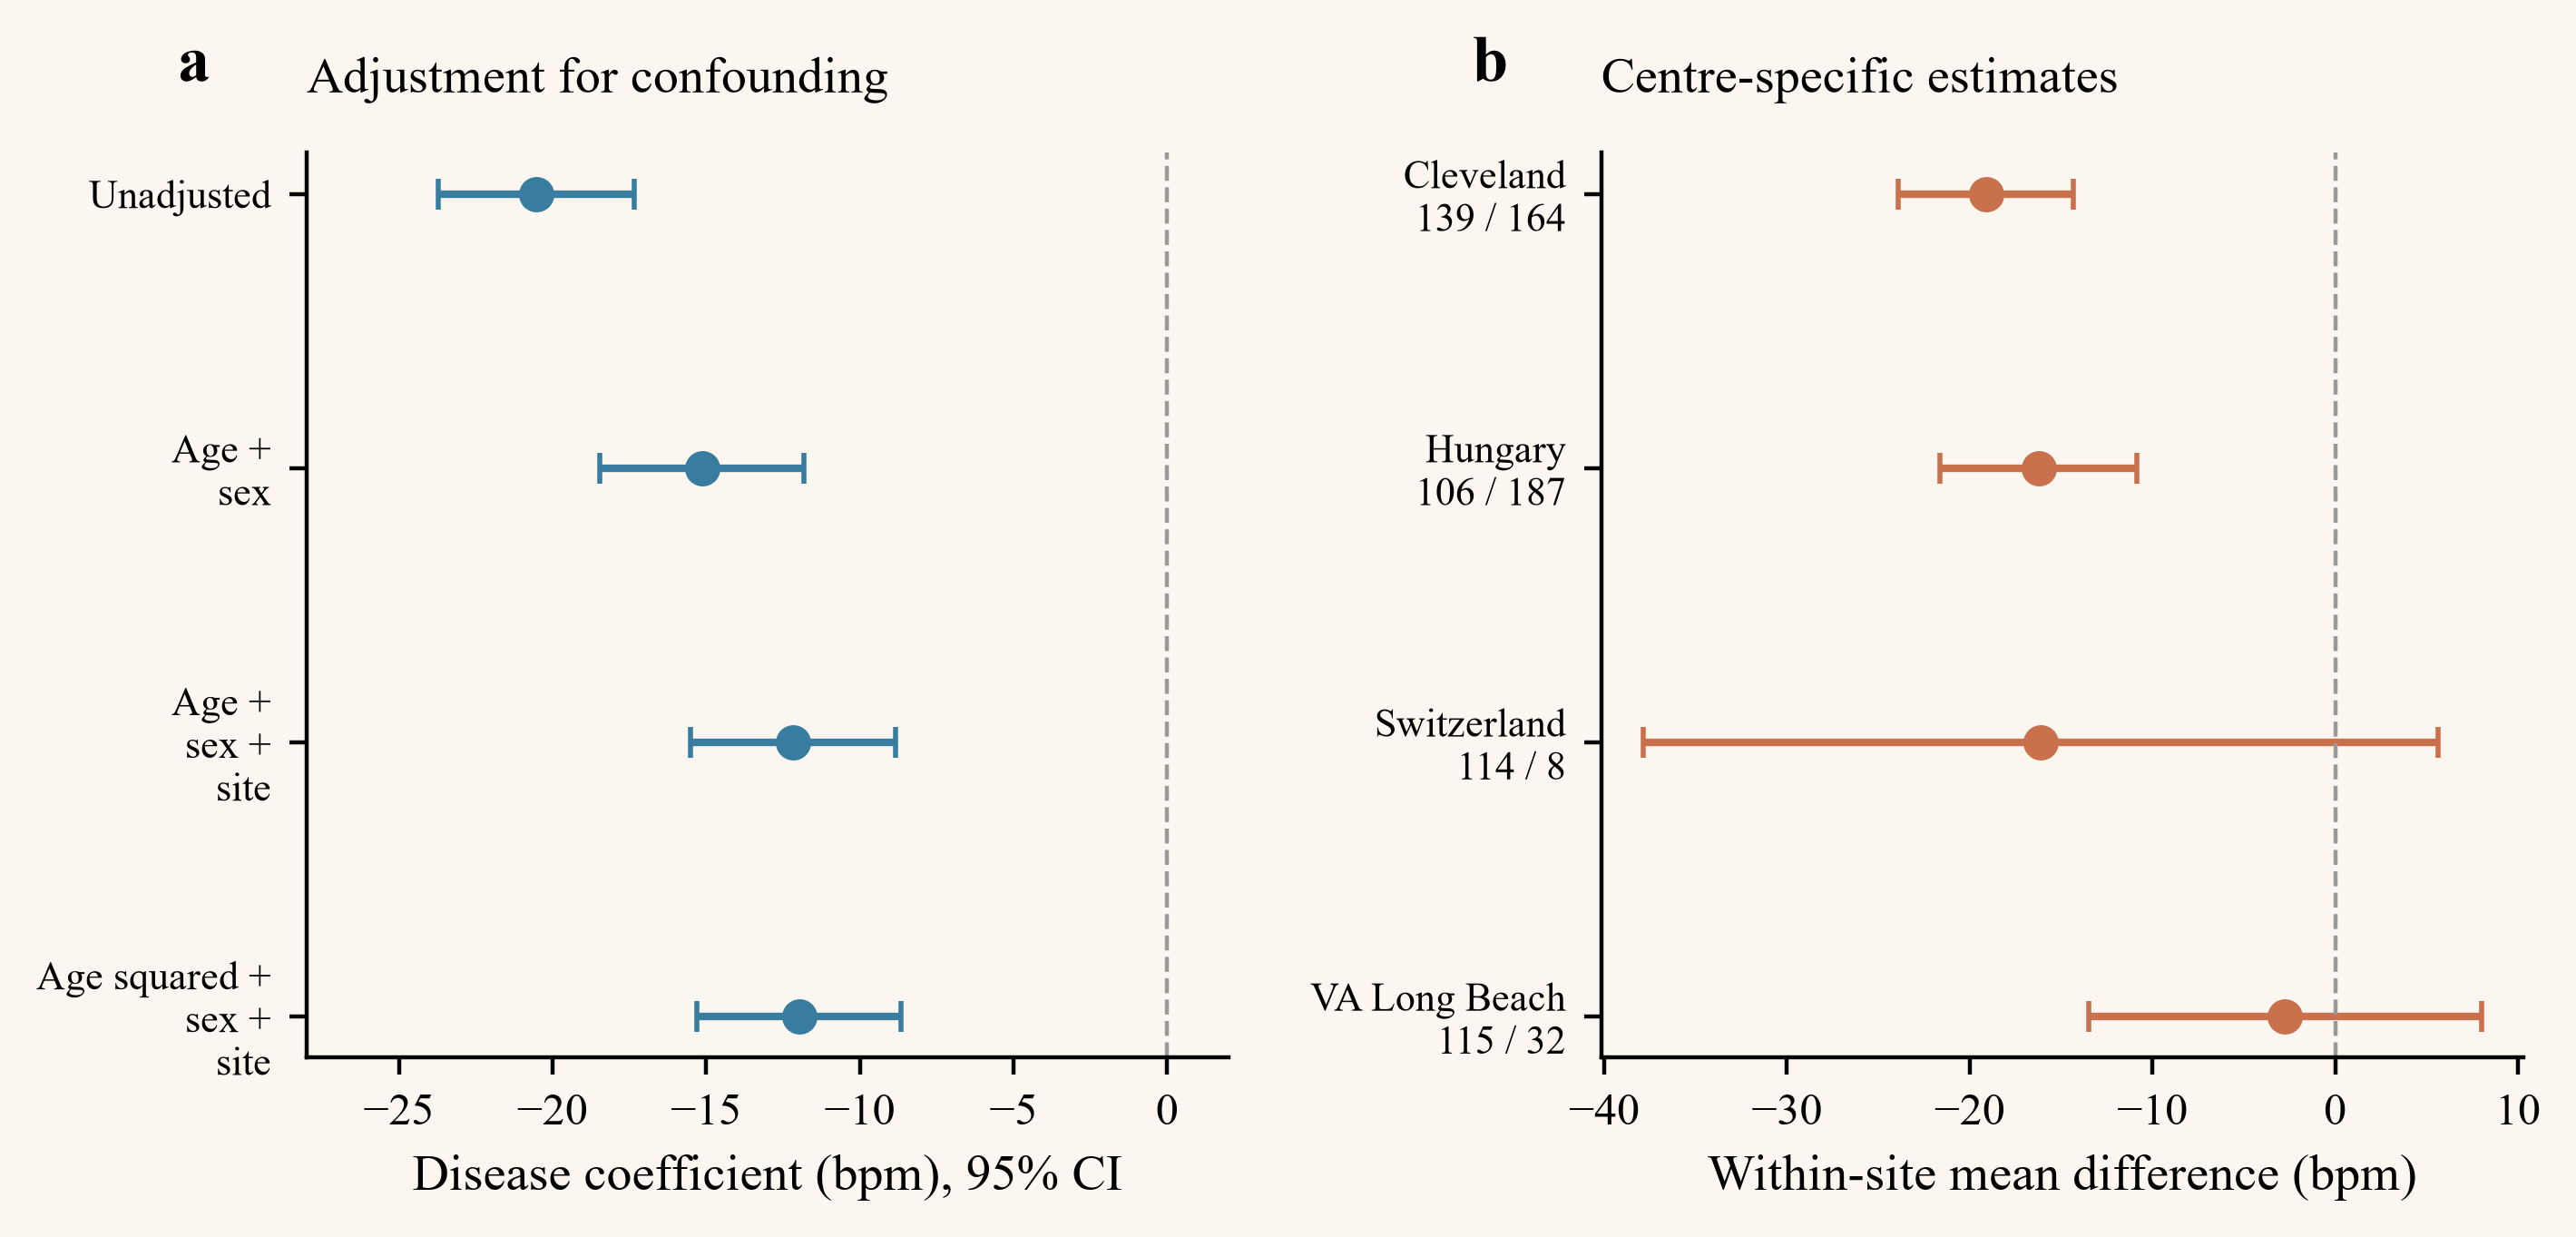 a
Adjustment for confounding
Unadjusted
Age +
sex
Age +
sex +
site
Age squared +
sex +
site
−25
−20
−15
−10
−5
0
Disease coefficient (bpm), 95% CI
b
Centre-specific estimates
Cleveland
139 / 164
Hungary
106 / 187
Switzerland
114 / 8
VA Long Beach
115 / 32
−40
−30
−20
−10
0
10
Within-site mean difference (bpm)